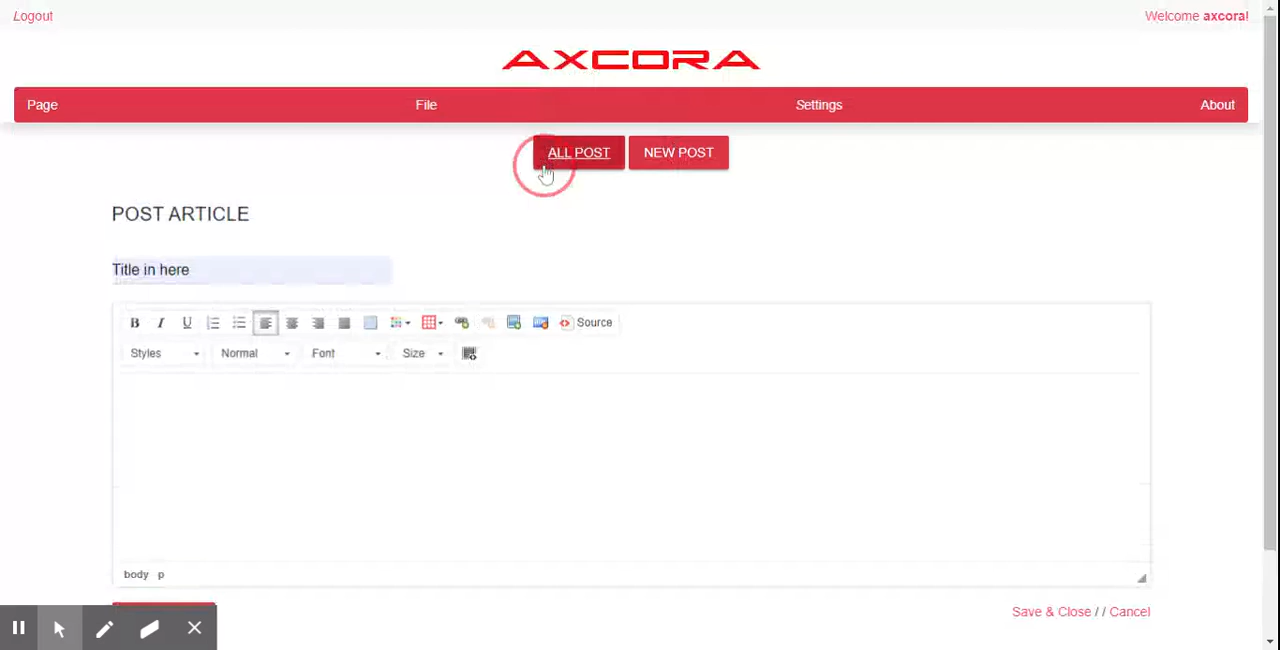 Logout
Welcome axcora!
AXCORA
Page File Settings About
ALL POST NEW POST
POST ARTICLE
Title in here
B I U Source
Styles Normal Font Size
body p
Save & Close // Cancel